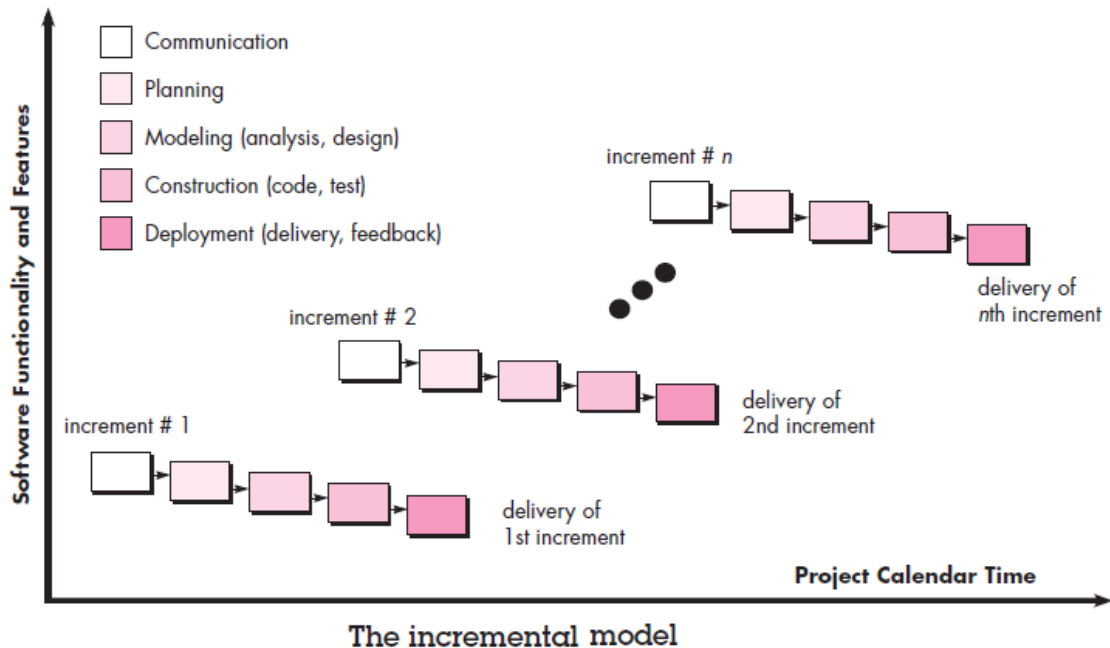 Software Functionality and Features
Communication
Planning
Modeling (analysis, design)
Construction (code, test)
Deployment (delivery, feedback)
increment # n
delivery of
nth increment
increment # 2
delivery of
2nd increment
increment # 1
delivery of
1st increment
Project Calendar Time
The incremental model